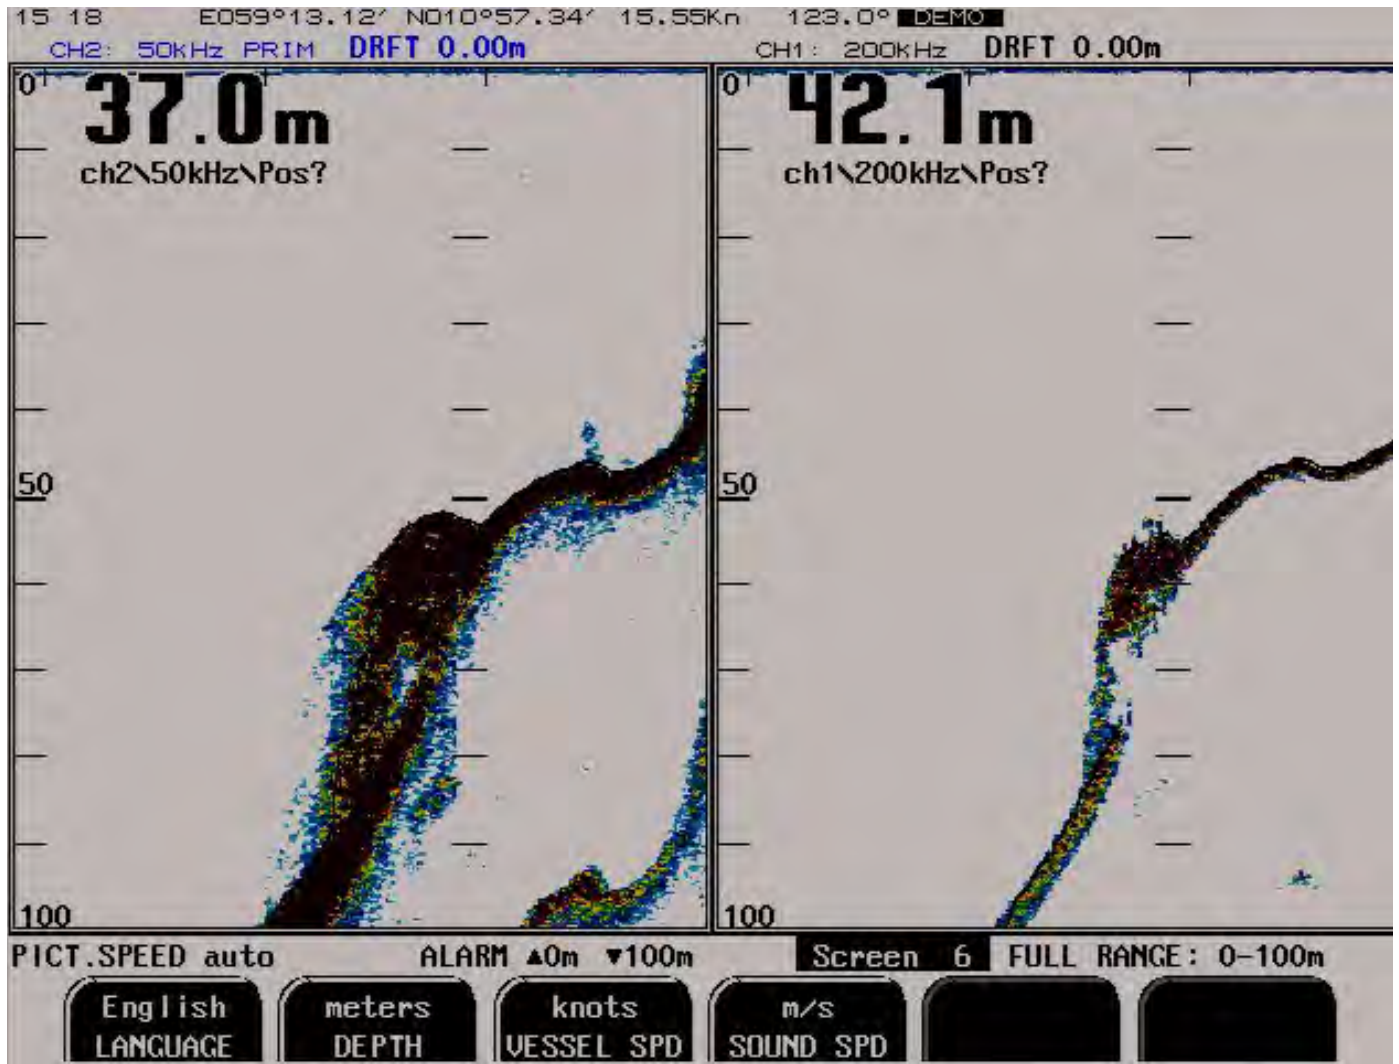 15 18 E059°13.12′ N010°57.34′ 15.55Kn 123.0° DEMO
CH2: 50KHz PRIM DRFT 0.00m CH1: 200KHz DRFT 0.00m
0 37.0m 0 42.1m
ch2\50kHz\Pos? ch1\200kHz\Pos?
50 50
100 100
PICT.SPEED auto ALARM ▲0m ▼100m Screen 6 FULL RANGE: 0-100m
English meters knots m/s
LANGUAGE DEPTH VESSEL SPD SOUND SPD